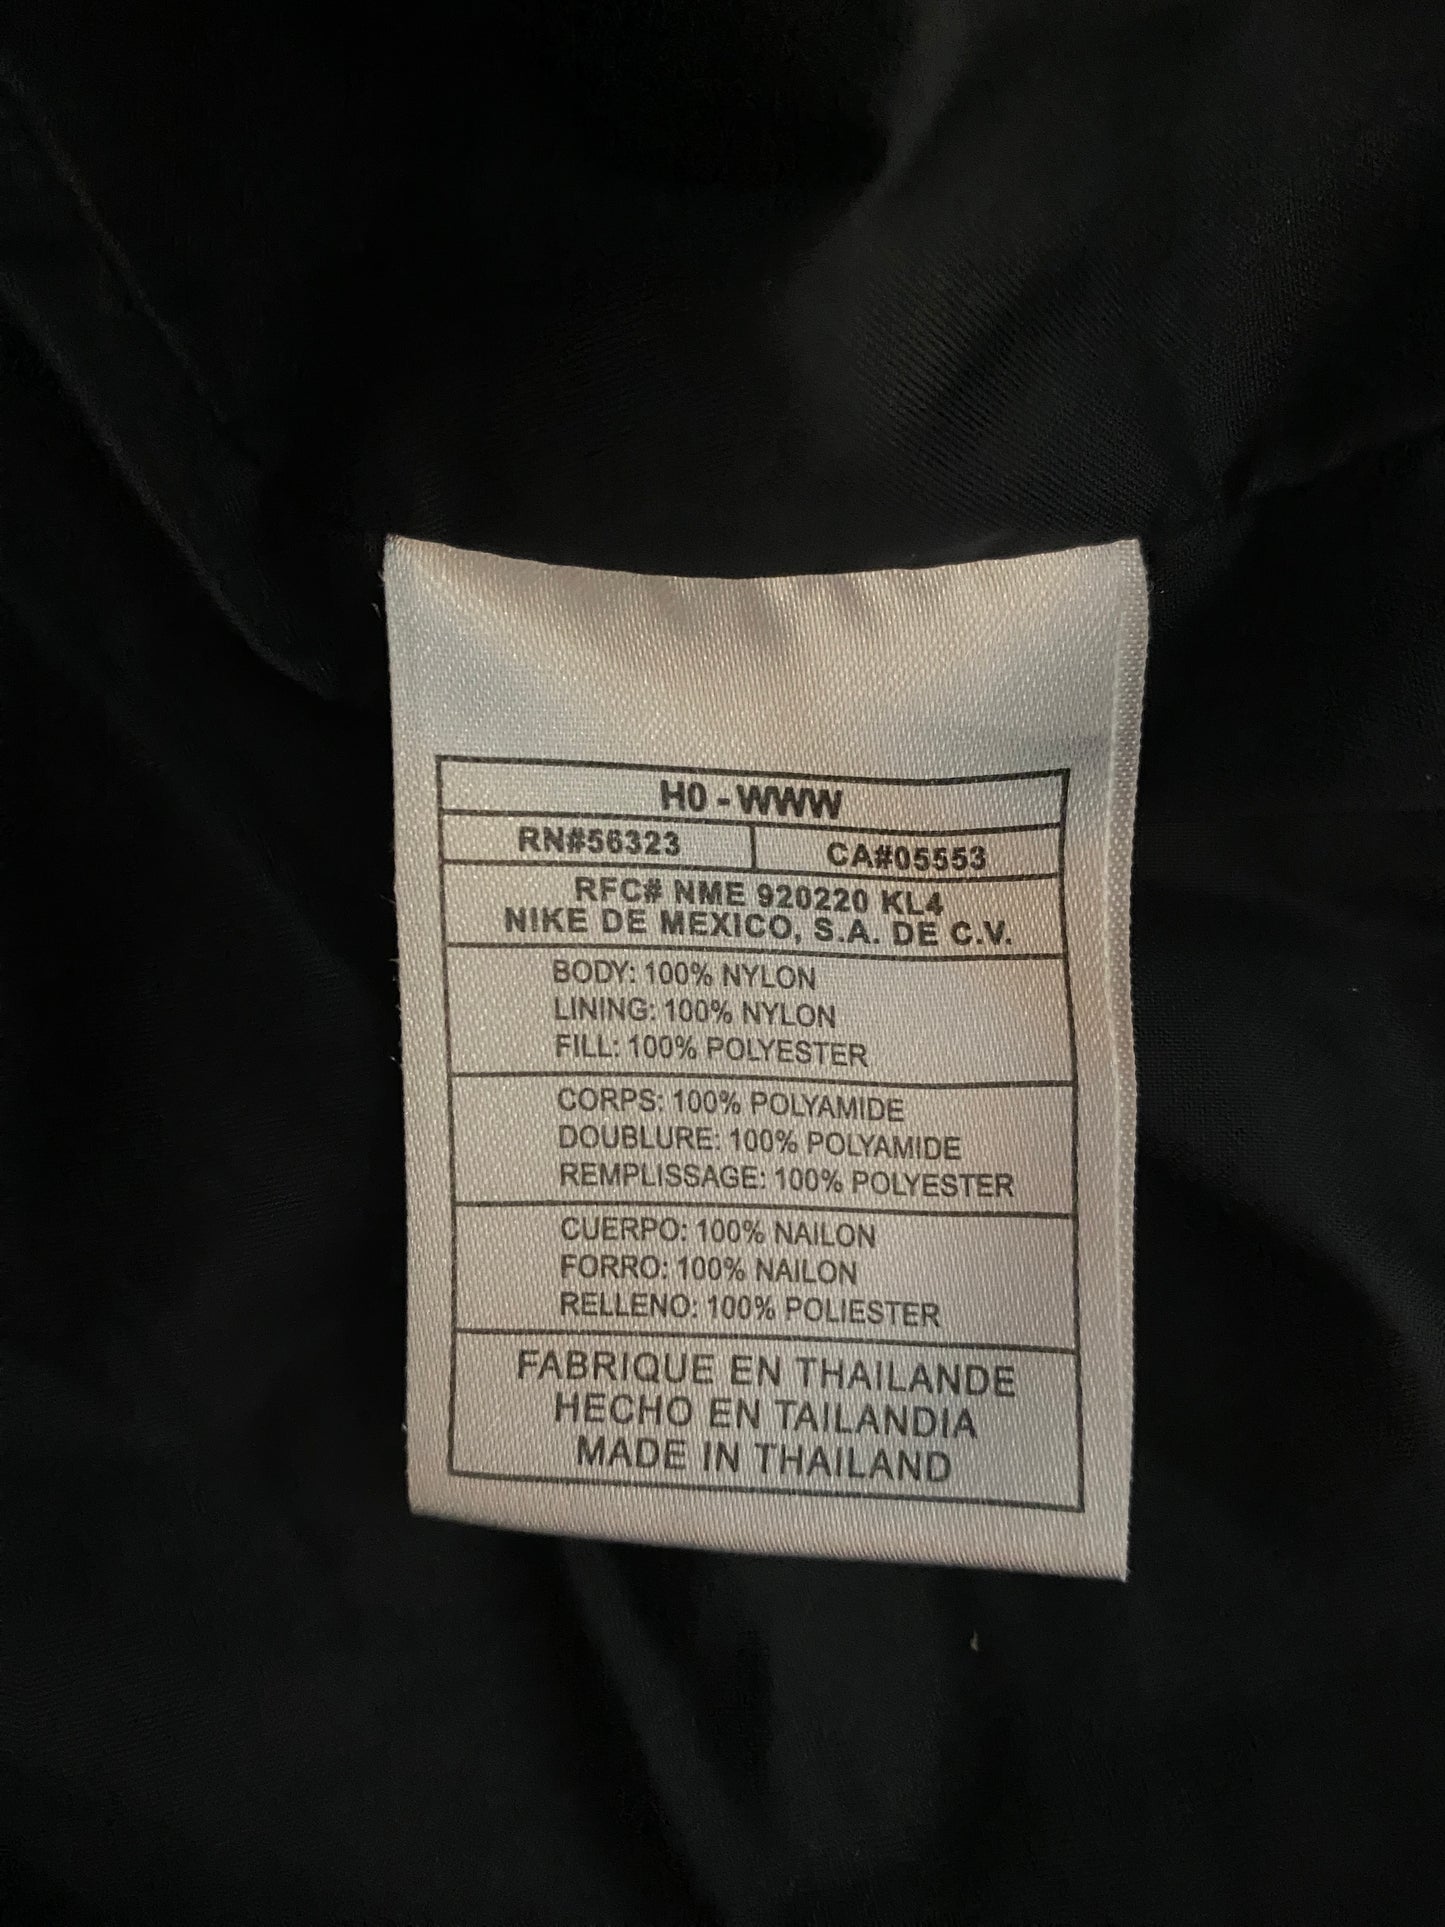 H0 - WWW
RN#56323 CA#05553
RFC# NME 920220 KL4
NIKE DE MEXICO, S.A. DE C.V.
BODY: 100% NYLON
LINING: 100% NYLON
FILL: 100% POLYESTER
CORPS: 100% POLYAMIDE
DOUBLURE: 100% POLYAMIDE
REMPLISSAGE: 100% POLYESTER
CUERPO: 100% NAILON
FORRO: 100% NAILON
RELLENO: 100% POLIESTER
FABRIQUE EN THAILANDE
HECHO EN TAILANDIA
MADE IN THAILAND